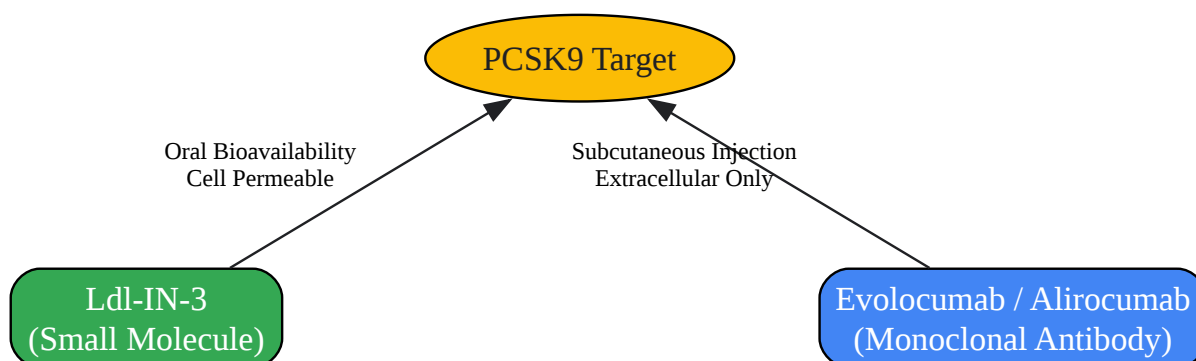 PCSK9 Target
Oral Bioavailability
Cell Permeable
Subcutaneous Injection
Extracellular Only
Ldl-IN-3
(Small Molecule)
Evolocumab / Alirocumab
(Monoclonal Antibody)